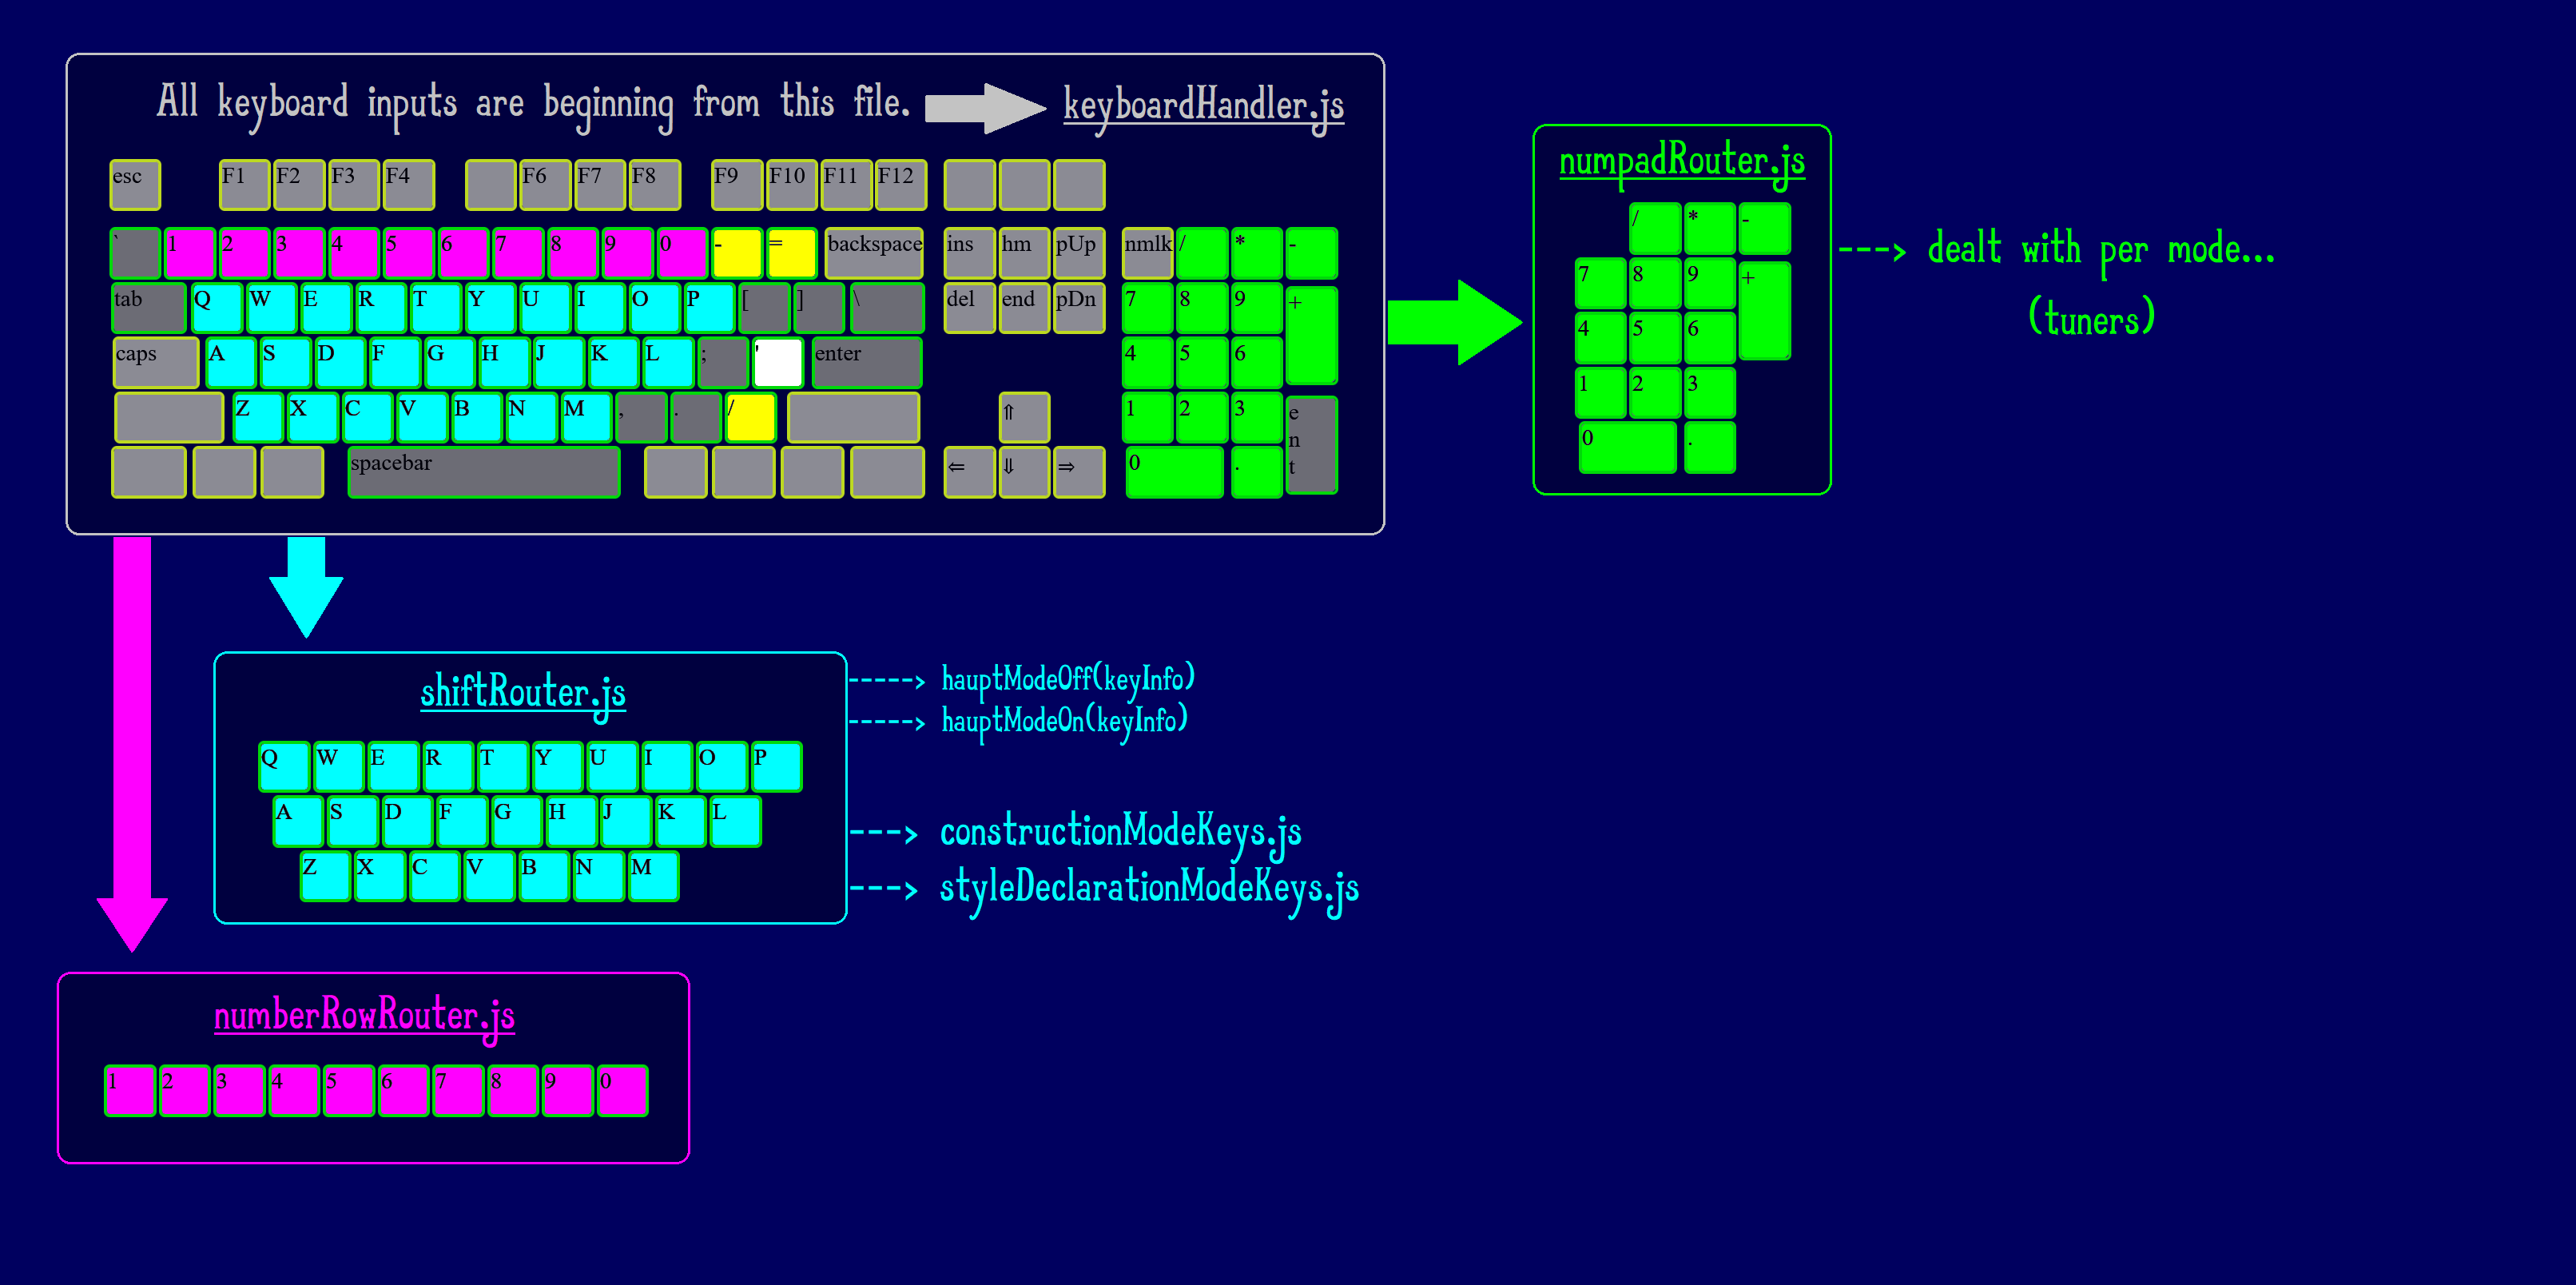 All keyboard inputs are beginning from this file. keyboardHandler.js
esc F1 F2 F3 F4 F6 F7 F8 F9 F10 F11 F12
` 1 2 3 4 5 6 7 8 9 0 - = backspace ins hm pUp nmlk / * -
tab Q W E R T Y U I O P [ ] \ del end pDn 7 8 9 +
caps A S D F G H J K L ; ' enter 4 5 6
Z X C V B N M , . / ⇑ 1 2 3 e
n
spacebar ⇐ ⇓ ⇒ 0 . t
numpadRouter.js
/ * -
7 8 9 +
4 5 6
1 2 3
0 .
---> dealt with per mode...
(tuners)
shiftRouter.js
Q W E R T Y U I O P
A S D F G H J K L
Z X C V B N M
-----> hauptModeOff(keyInfo)
-----> hauptModeOn(keyInfo)
---> constructionModeKeys.js
---> styleDeclarationModeKeys.js
numberRowRouter.js
1 2 3 4 5 6 7 8 9 0